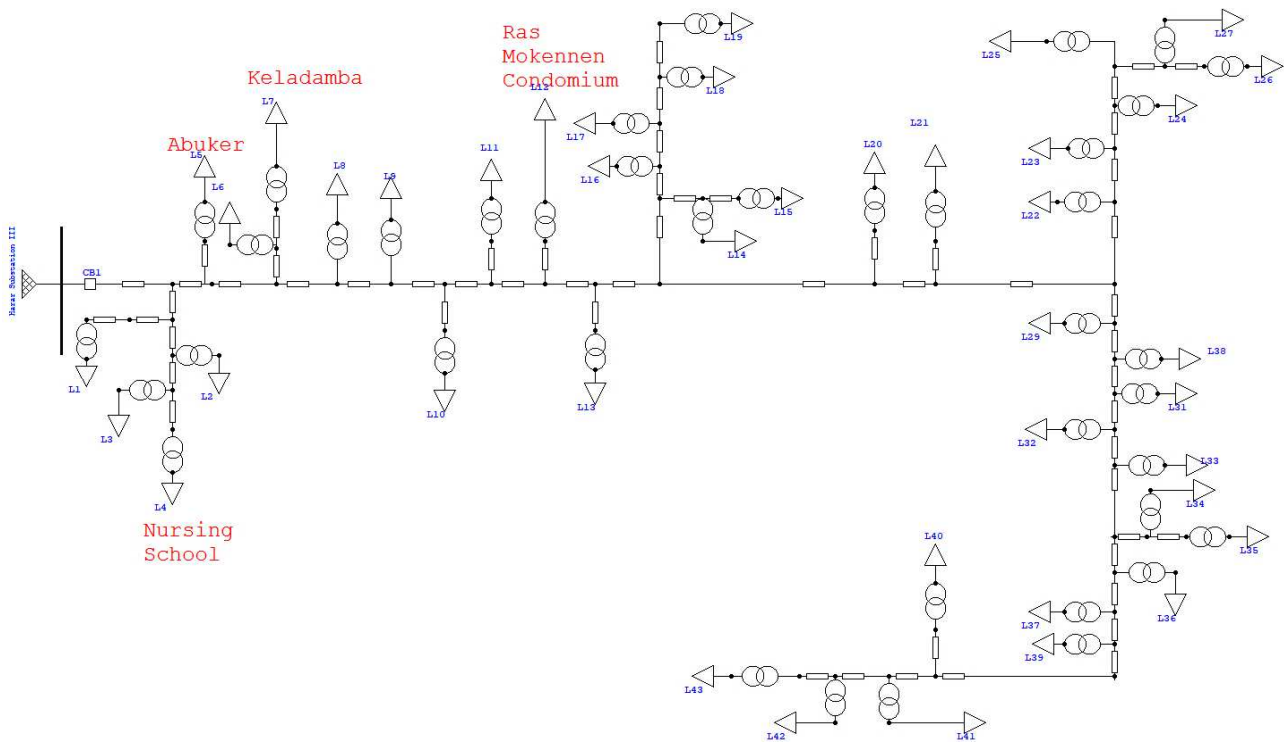 Ras
Mokennen
Condomium
Keladamba
Abuker
Nursing
School
Harar Substation III
CB1
L1
L2
L3
L4
L5
L6
L7
L8
L9
L10
L11
L12
L13
L14
L15
L16
L17
L18
L19
L20
L21
L22
L23
L24
L25
L26
L27
L29
L38
L31
L32
L33
L34
L35
L36
L37
L39
L40
L41
L42
L43